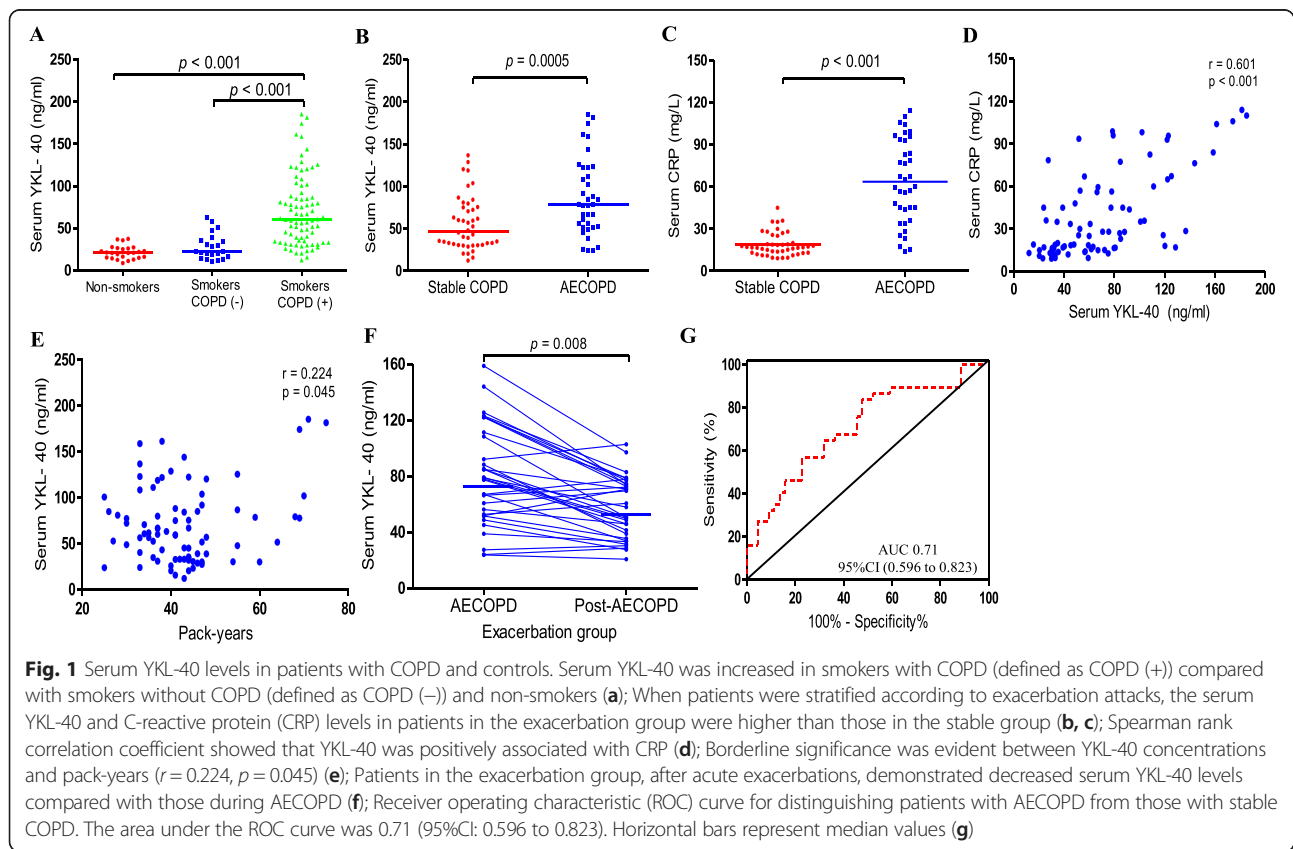 A
Serum YKL- 40 (ng/ml)
250
200
150
100
50
0
p < 0.001
p < 0.001
Non-smokers
Smokers
COPD (-)
Smokers
COPD (+)
B
Serum YKL- 40 (ng/ml)
250
200
150
100
50
0
p = 0.0005
Stable COPD
AECOPD
C
Serum CRP (mg/L)
150
120
90
60
30
0
p < 0.001
Stable COPD
AECOPD
D
Serum CRP (mg/L)
150
120
90
60
30
0
r = 0.601
p < 0.001
0
40
80
120
160
200
Serum YKL-40 (ng/ml)
E
Serum YKL- 40 (ng/ml)
250
200
150
100
50
0
r = 0.224
p = 0.045
20
40
60
80
Pack-years
F
Serum YKL- 40 (ng/ml)
160
120
80
40
0
p = 0.008
AECOPD
Post-AECOPD
Exacerbation group
G
Sensitivity (%)
100
80
60
40
20
0
AUC 0.71
95%CI (0.596 to 0.823)
0
20
40
60
80
100
100% - Specificity%
Fig. 1 Serum YKL-40 levels in patients with COPD and controls. Serum YKL-40 was increased in smokers with COPD (defined as COPD (+)) compared
with smokers without COPD (defined as COPD (−)) and non-smokers (a); When patients were stratified according to exacerbation attacks, the serum
YKL-40 and C-reactive protein (CRP) levels in patients in the exacerbation group were higher than those in the stable group (b, c); Spearman rank
correlation coefficient showed that YKL-40 was positively associated with CRP (d); Borderline significance was evident between YKL-40 concentrations
and pack-years (r = 0.224, p = 0.045) (e); Patients in the exacerbation group, after acute exacerbations, demonstrated decreased serum YKL-40 levels
compared with those during AECOPD (f); Receiver operating characteristic (ROC) curve for distinguishing patients with AECOPD from those with stable
COPD. The area under the ROC curve was 0.71 (95%CI: 0.596 to 0.823). Horizontal bars represent median values (g)